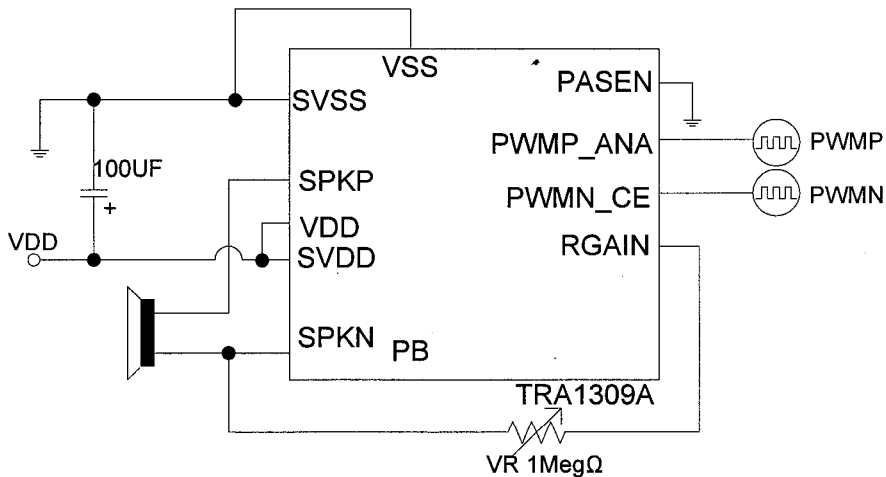 VSS
PASEN
SVSS
PWMP_ANA
PWMP
100UF
SPKP
PWMN_CE
PWMN
VDD
VDD
SVDD
RGAIN
SPKN
PB
TRA1309A
VR 1MegΩ
+